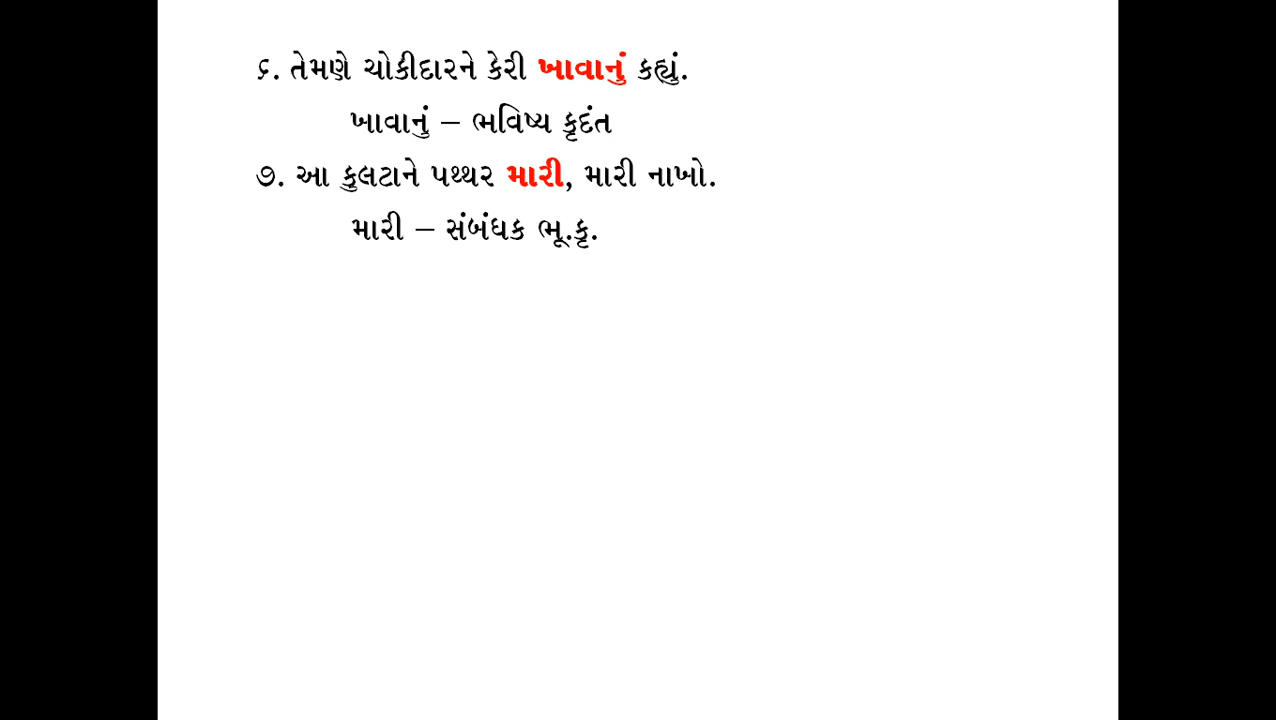 ૬. તેમણે ચોકીદારને કેરી ખાવાનું કહ્યું.
ખાવાનું – ભવિષ્ય કૃદંત
૭. આ કુલટાને પથ્થર મારી, મારી નાખો.
મારી – સંબંધક ભૂ.કૃ.